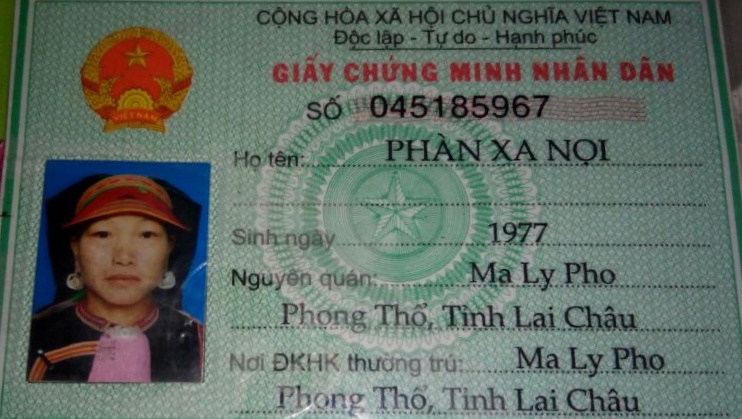 CỘNG HÒA XÃ HỘI CHỦ NGHĨA VIỆT NAM
Độc lập - Tự do - Hạnh phúc
GIẤY CHỨNG MINH NHÂN DÂN
SỐ 045185967
Họ tên: PHÀN XA NỌI
Sinh ngày 1977
Nguyên quán: Ma Ly Pho
Phong Thổ, Tỉnh Lai Châu
Nơi ĐKHK thường trú: Ma Ly Pho
Phong Thổ, Tỉnh Lai Châu
VIỆT NAM